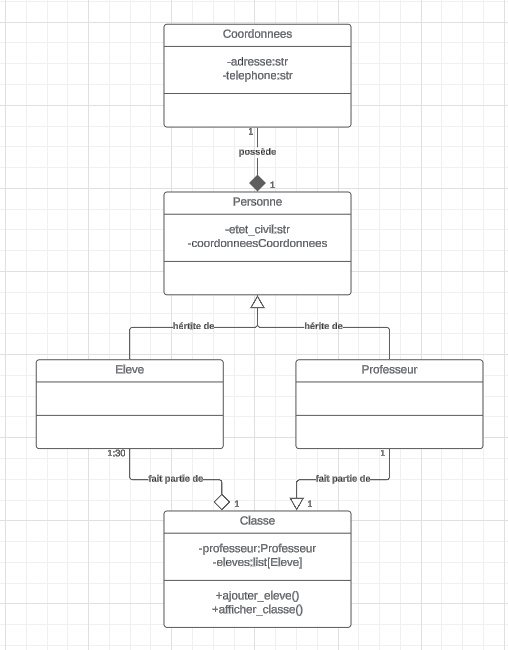 Coordonnees
-adresse:str
-telephone:str
1
possède
1
Personne
-etet_civil:str
-coordonneesCoordonnees
hértite de
hérite de
Eleve
Professeur
1;30
1
fait partie de
fait partie de
1
1
Classe
-professeur:Professeur
-eleves:list[Eleve]
+ajouter_eleve()
+afficher_classe()